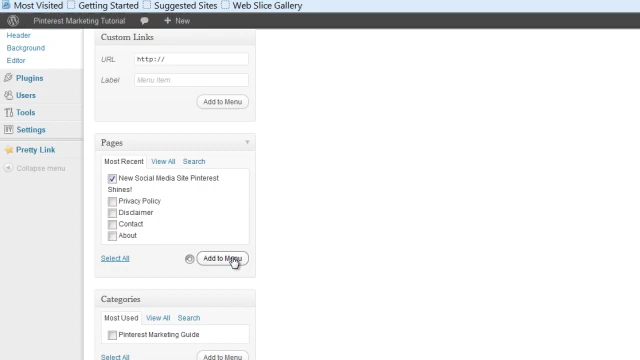 Most Visited Getting Started Suggested Sites Web Slice Gallery
Pinterest Marketing Tutorial + New
Header
Background
Editor
Plugins
Users
Tools
Settings
Pretty Link
Collapse menu
Custom Links
URL http://
Label Menu Item
Add to Menu
Pages
Most Recent View All Search
New Social Media Site Pinterest
Shines!
Privacy Policy
Disclaimer
Contact
About
Select All Add to Menu
Categories
Most Used View All Search
Pinterest Marketing Guide
Select All Add to Menu